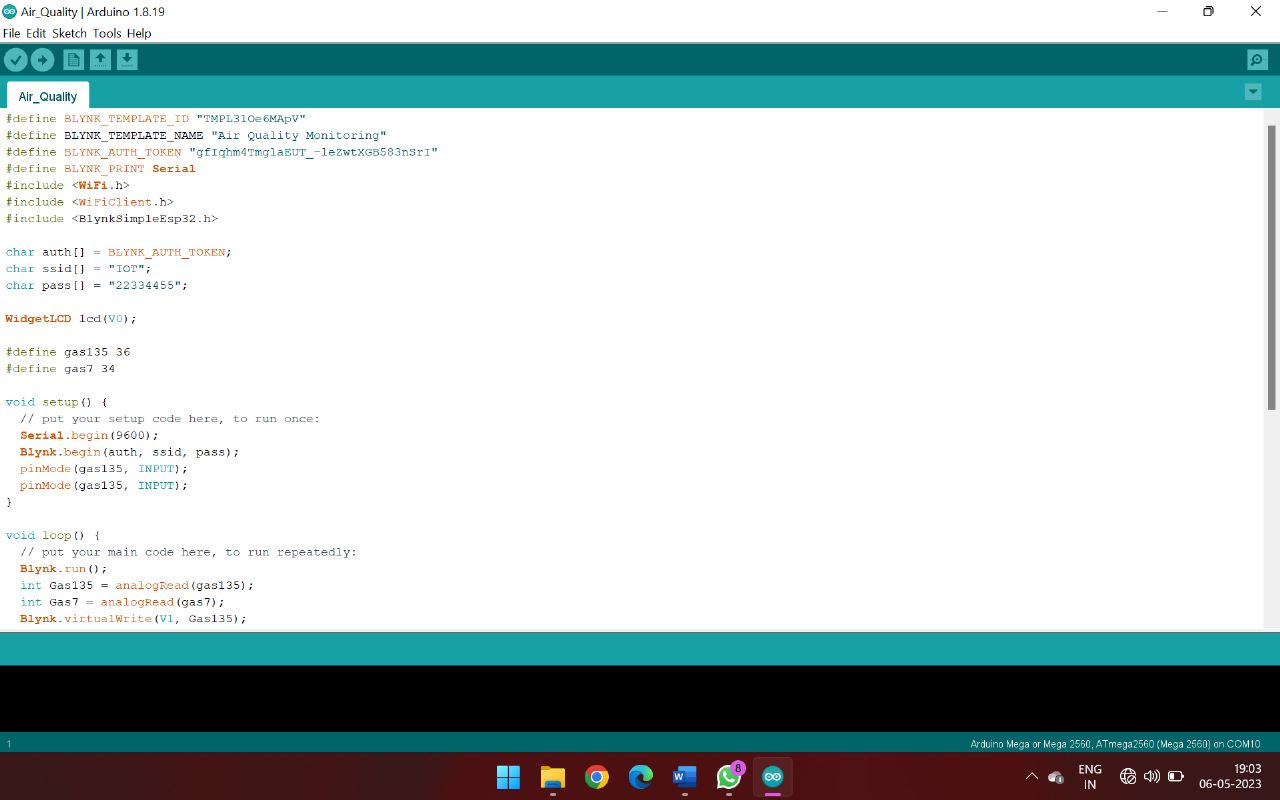 Air_Quality | Arduino 1.8.19
File Edit Sketch Tools Help
Air_Quality
#define BLYNK_TEMPLATE_ID "TMPL3lOe6MApV"
#define BLYNK_TEMPLATE_NAME "Air Quality Monitoring"
#define BLYNK_AUTH_TOKEN "gfIqhm4TmglaEUT_-leZwtXGB583nSrI"
#define BLYNK_PRINT Serial
#include <WiFi.h>
#include <WiFiClient.h>
#include <BlynkSimpleEsp32.h>
char auth[] = BLYNK_AUTH_TOKEN;
char ssid[] = "IOT";
char pass[] = "22334455";
WidgetLCD lcd(V0);
#define gas135 36
#define gas7 34
void setup() {
// put your setup code here, to run once:
Serial.begin(9600);
Blynk.begin(auth, ssid, pass);
pinMode(gas135, INPUT);
pinMode(gas135, INPUT);
}
void loop() {
// put your main code here, to run repeatedly:
Blynk.run();
int Gas135 = analogRead(gas135);
int Gas7 = analogRead(gas7);
Blynk.virtualWrite(V1, Gas135);
1
Arduino Mega or Mega 2560, ATmega2560 (Mega 2560) on COM10
W
8
ENG
IN
19:03
06-05-2023